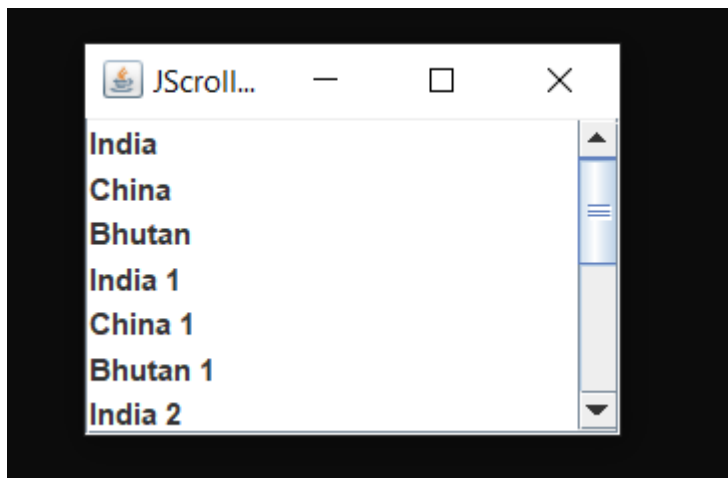 JScroll...
India
China
Bhutan
India 1
China 1
Bhutan 1
India 2